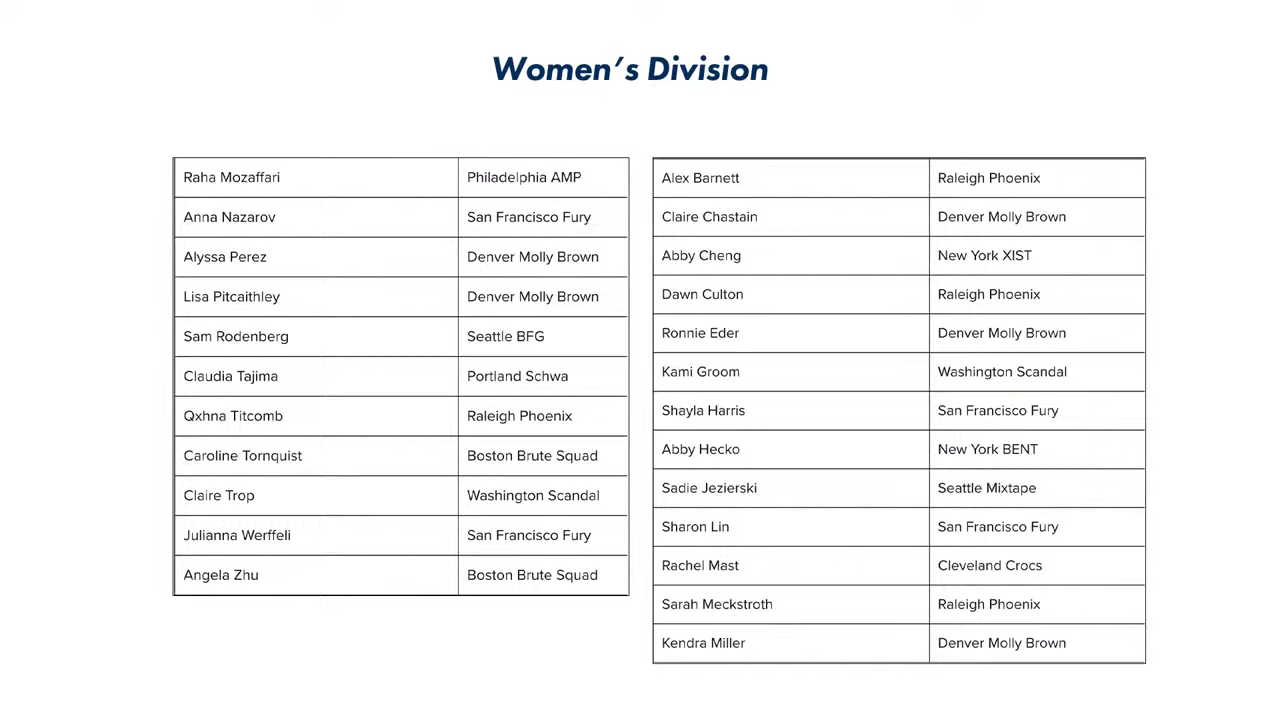 Women's Division
Raha Mozaffari Philadelphia AMP
Anna Nazarov San Francisco Fury
Alyssa Perez Denver Molly Brown
Lisa Pitcaithley Denver Molly Brown
Sam Rodenberg Seattle BFG
Claudia Tajima Portland Schwa
Qxhna Titcomb Raleigh Phoenix
Caroline Tornquist Boston Brute Squad
Claire Trop Washington Scandal
Julianna Werffeli San Francisco Fury
Angela Zhu Boston Brute Squad
Alex Barnett Raleigh Phoenix
Claire Chastain Denver Molly Brown
Abby Cheng New York XIST
Dawn Culton Raleigh Phoenix
Ronnie Eder Denver Molly Brown
Kami Groom Washington Scandal
Shayla Harris San Francisco Fury
Abby Hecko New York BENT
Sadie Jezierski Seattle Mixtape
Sharon Lin San Francisco Fury
Rachel Mast Cleveland Crocs
Sarah Meckstroth Raleigh Phoenix
Kendra Miller Denver Molly Brown